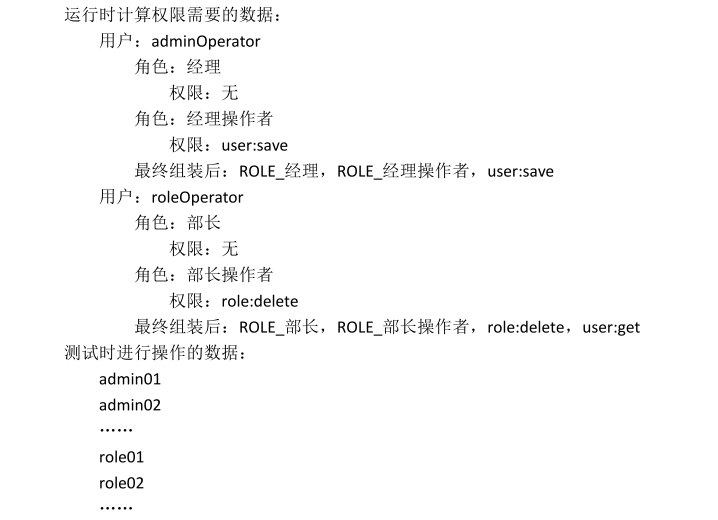 运行时计算权限需要的数据：
用户：adminOperator
角色：经理
权限：无
角色：经理操作者
权限：user:save
最终组装后：ROLE_经理，ROLE_经理操作者，user:save
用户：roleOperator
角色：部长
权限：无
角色：部长操作者
权限：role:delete
最终组装后：ROLE_部长，ROLE_部长操作者，role:delete，user:get
测试时进行操作的数据：
admin01
admin02
……
role01
role02
……